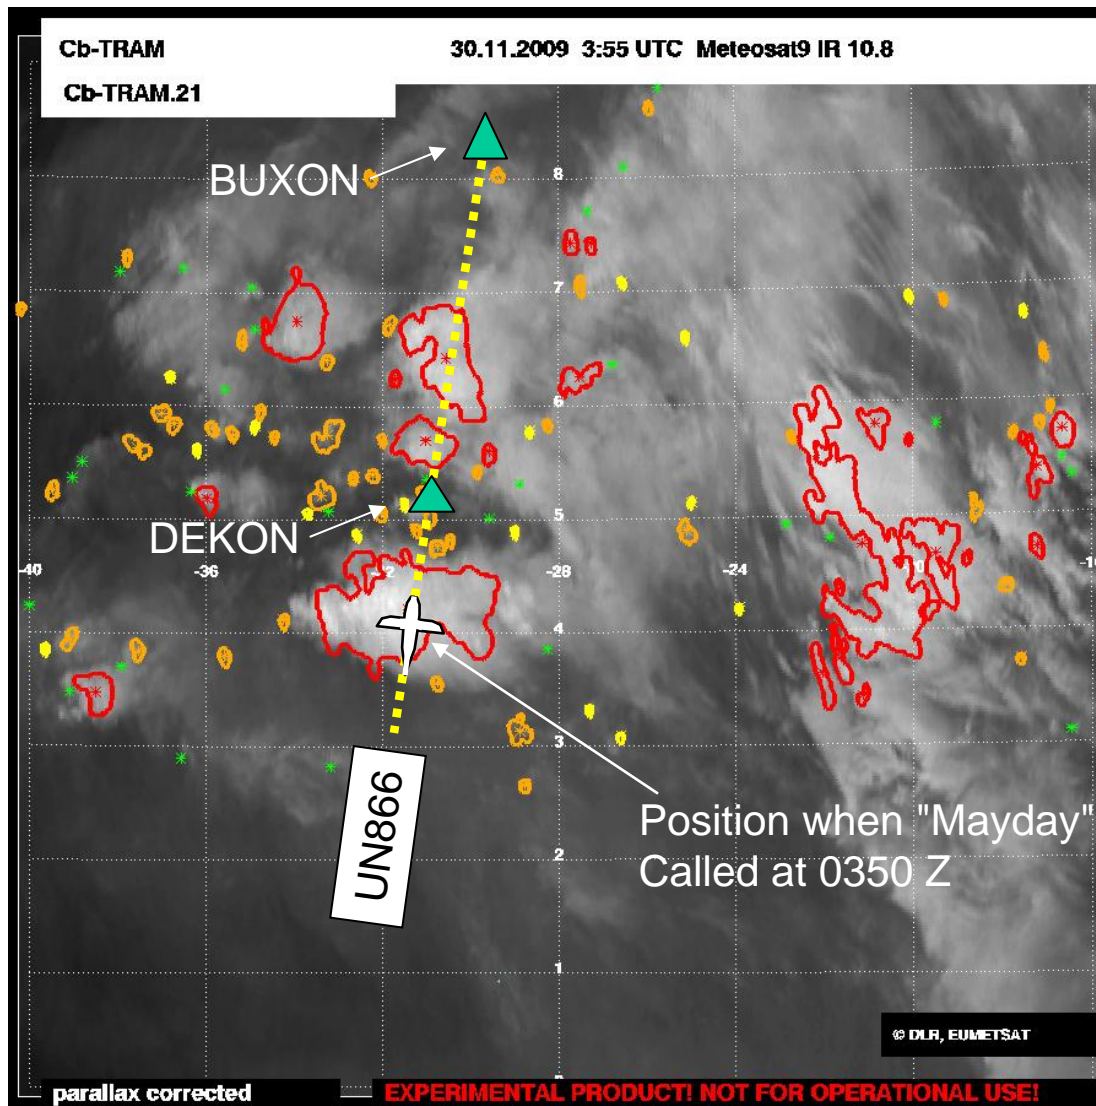 Cb-TRAM 30.11.2009 3:55 UTC Meteosat9 IR 10.8
Cb-TRAM.21
BUXON
8
7
6
5
DEKON
-40 -36 -28 -24
4
3
UN866
Position when "Mayday"
Called at 0350 Z
2
1
© DLR, EUMETSAT
parallax corrected EXPERIMENTAL PRODUCT! NOT FOR OPERATIONAL USE!